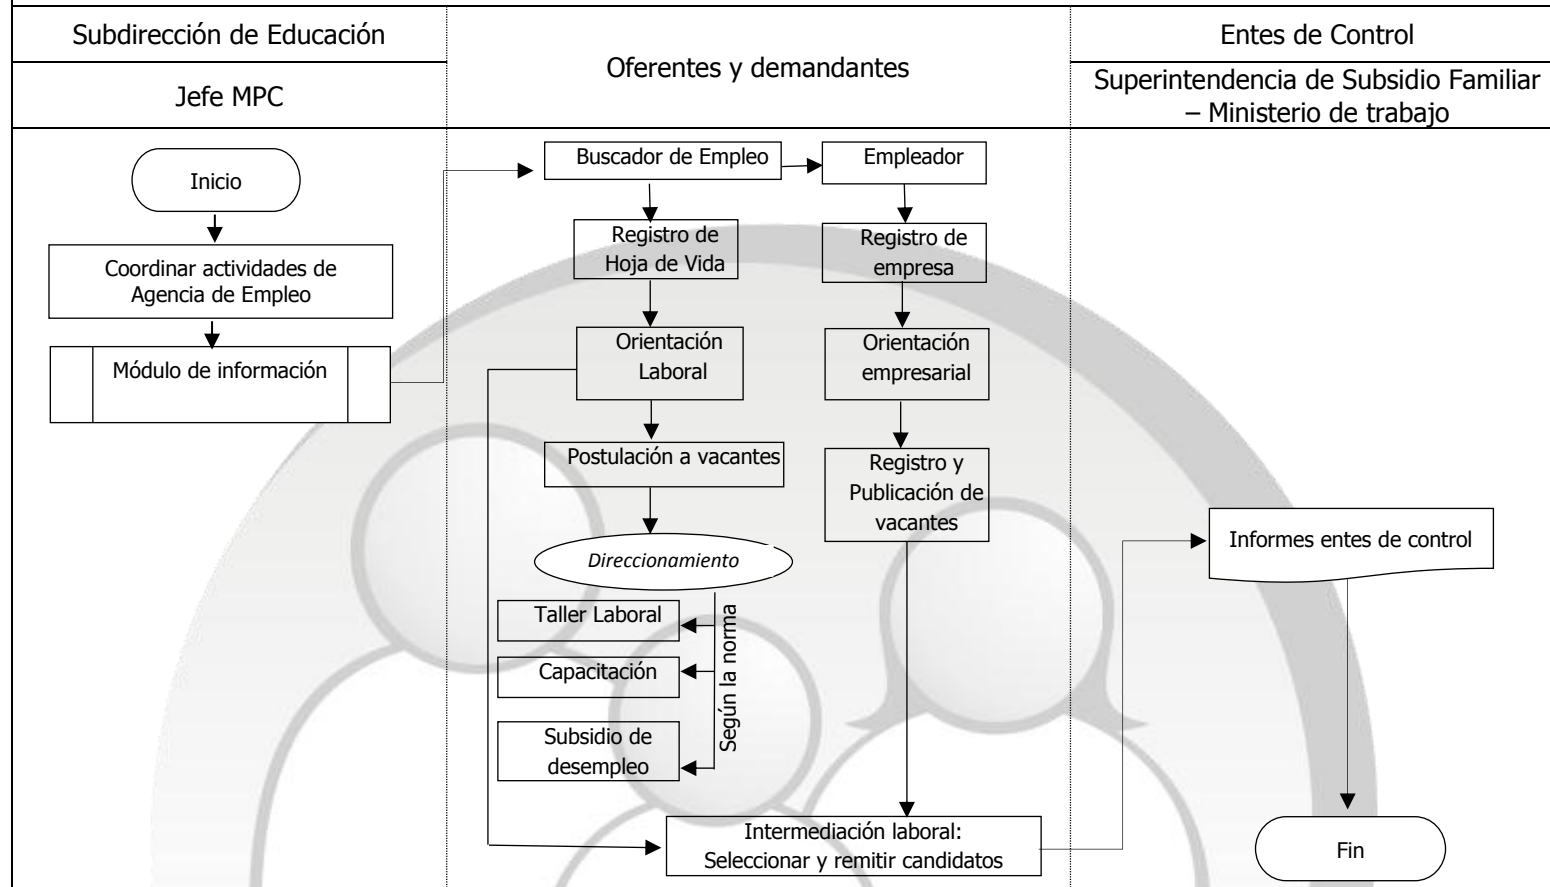 Subdirección de Educación
Jefe MPC
Oferentes y demandantes
Entes de Control
Superintendencia de Subsidio Familiar
– Ministerio de trabajo
Inicio
Coordinar actividades de
Agencia de Empleo
Módulo de información
Buscador de Empleo
Empleador
Registro de
Hoja de Vida
Registro de
empresa
Orientación
Laboral
Orientación
empresarial
Postulación a vacantes
Registro y
Publicación de
vacantes
Direccionamiento
Taller Laboral
Capacitación
Subsidio de
desempleo
Según la norma
Intermediación laboral:
Seleccionar y remitir candidatos
Informes entes de control
Fin